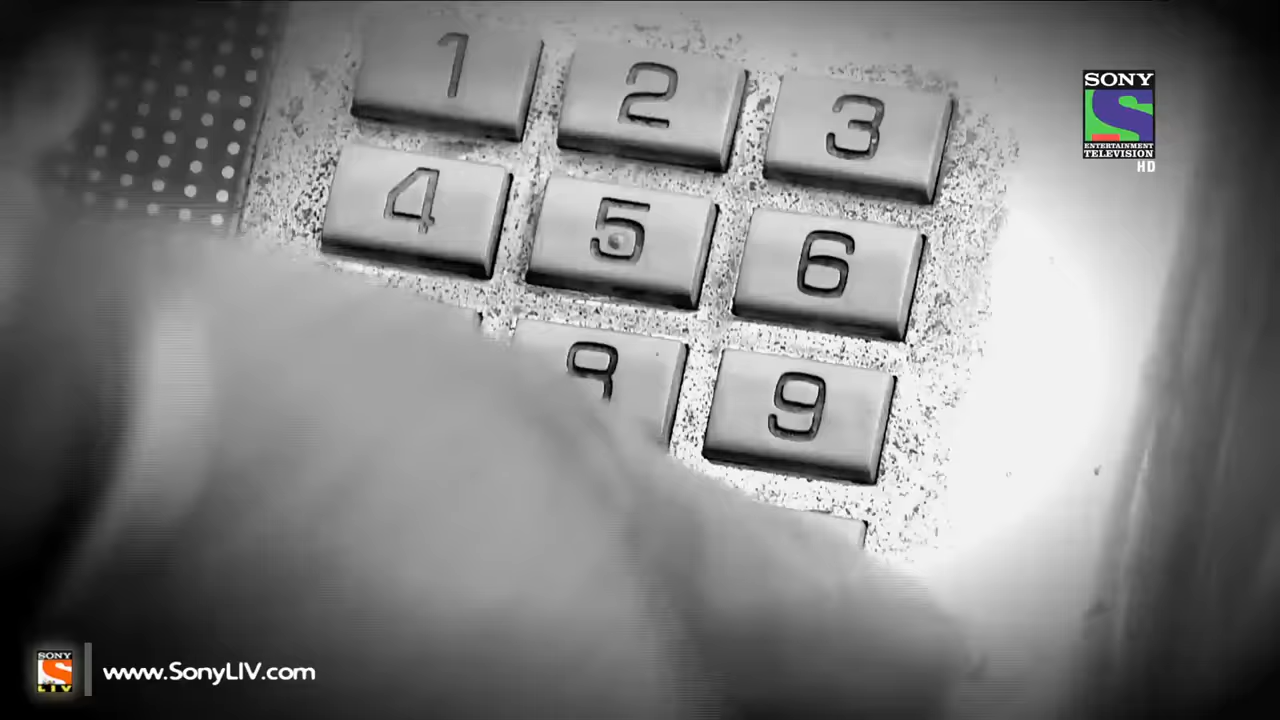 1 2 3
SONY
ENTERTAINMENT
TELEVISION
HD
4 5 6
8 9
SONY
LIV
www.SonyLIV.com